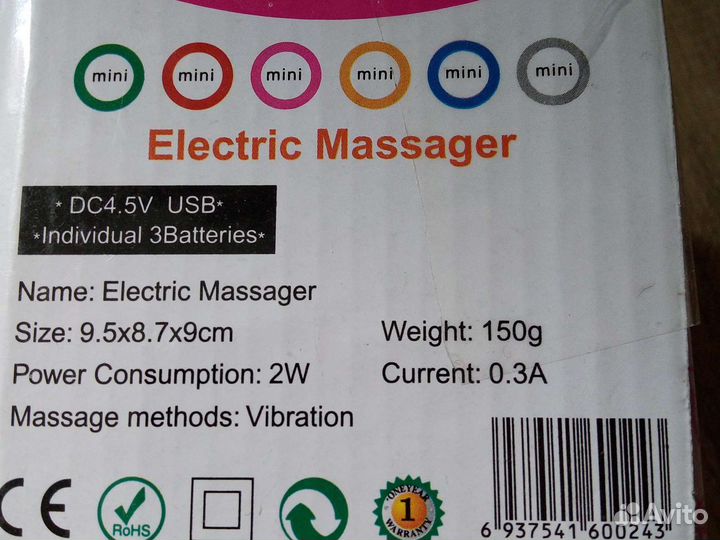 mini mini mini mini mini mini
Electric Massager
* DC4.5V USB*
*Individual 3Batteries*
Name: Electric Massager
Size: 9.5x8.7x9cm
Weight: 150g
Power Consumption: 2W
Current: 0.3A
Massage methods: Vibration
CE
RoHS
ONE YEAR
1
WARRANTY
6 937541 600243
Avito